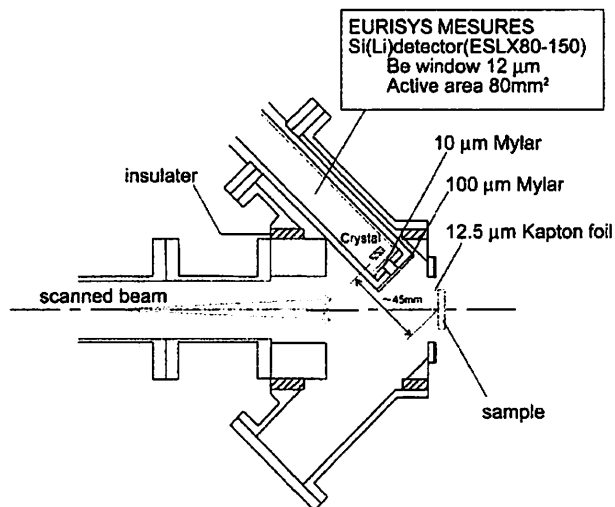 EURISYS MESURES
Si(Li)detector(ESLX80-150)
Be window 12 µm
Active area 80mm²
10 µm Mylar
insulater
100 µm Mylar
12.5 µm Kapton foil
Crystal
scanned beam
~45mm
sample